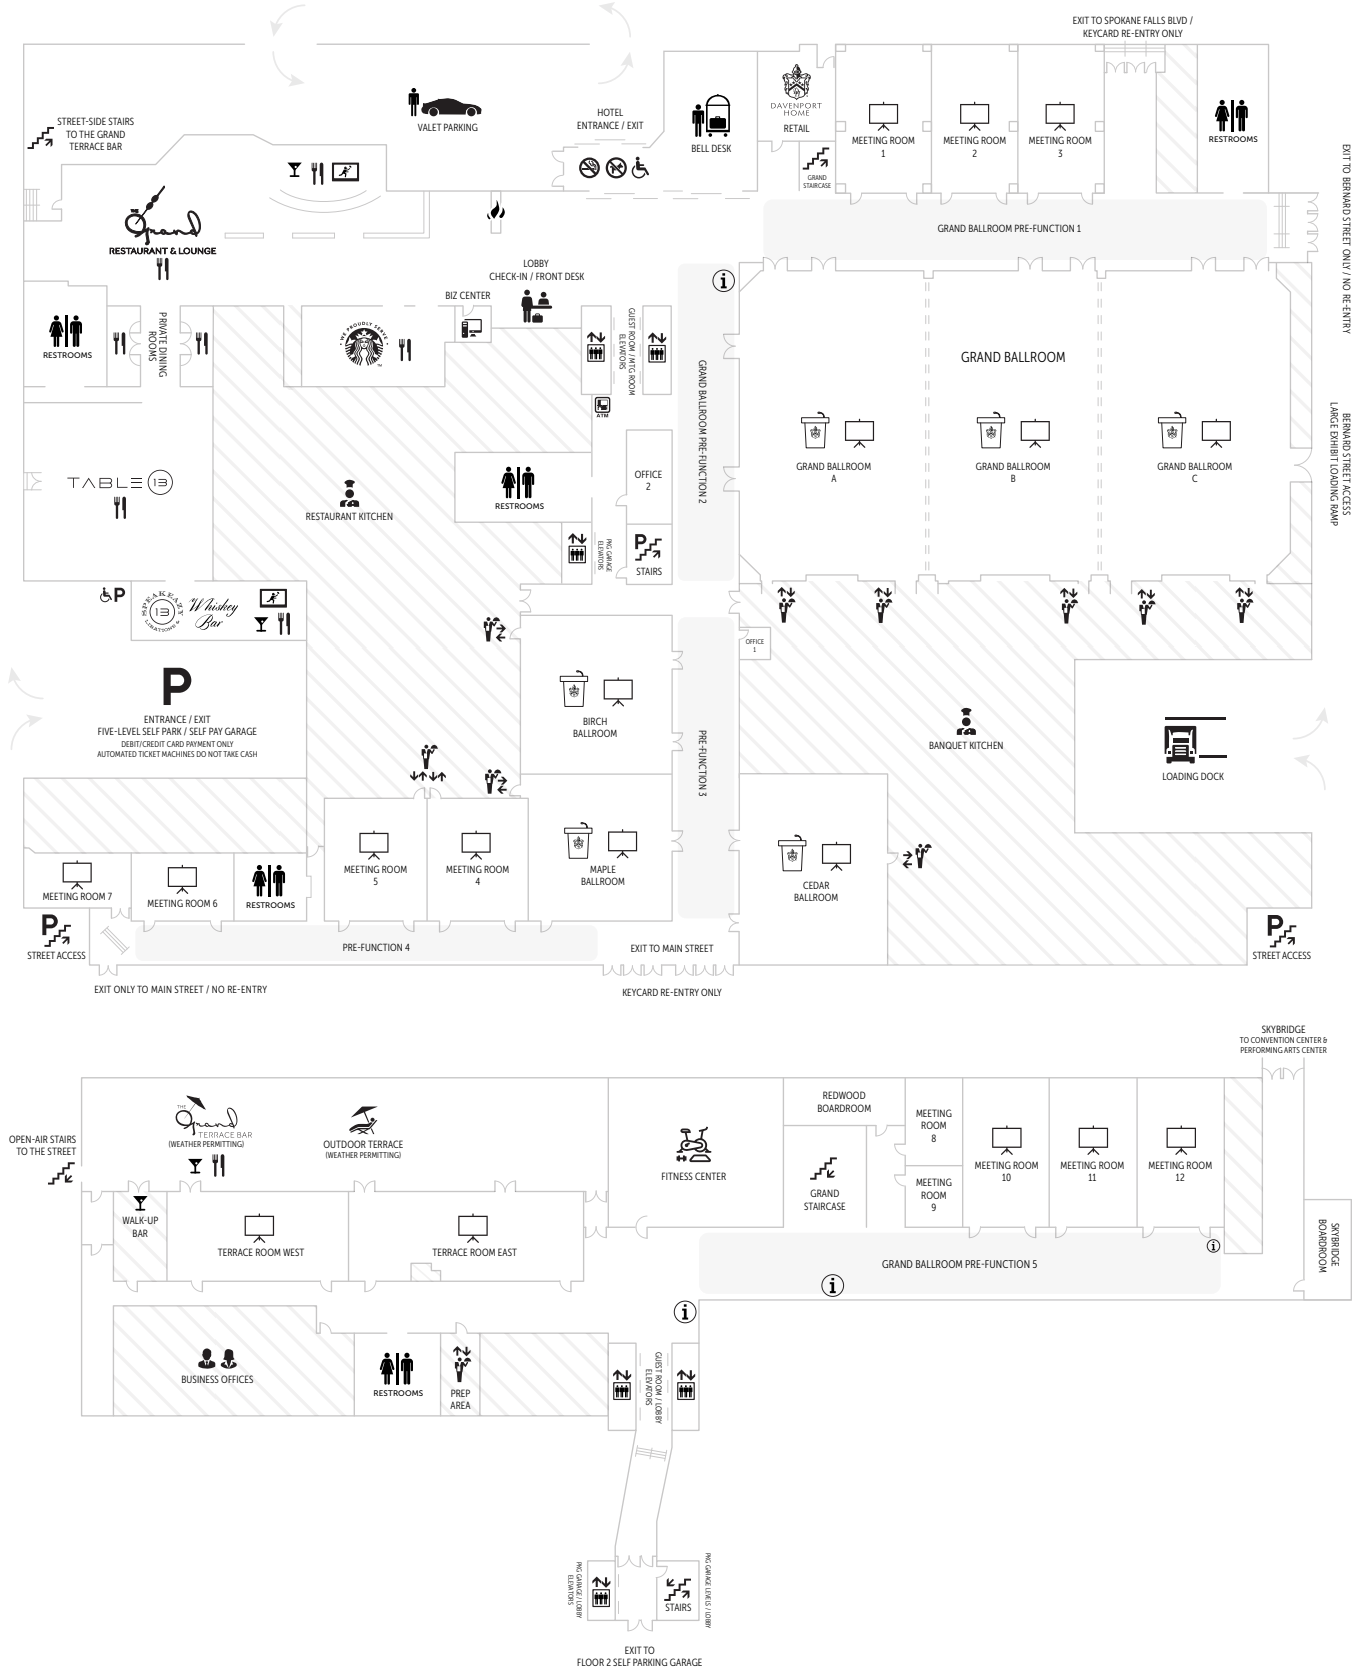 EXIT TO SPOKANE FALLS BLVD /
KEYCARD RE-ENTRY ONLY
STREET-SIDE STAIRS
TO THE GRAND
TERRACE BAR
VALET PARKING
HOTEL
ENTRANCE / EXIT
BELL DESK
DAVENPORT
HOME
RETAIL
GRAND
STAIRCASE
MEETING ROOM
1
MEETING ROOM
2
MEETING ROOM
3
RESTROOMS
EXIT TO BERNARD STREET ONLY / NO RE-ENTRY
THE
Grand
RESTAURANT & LOUNGE
GRAND BALLROOM PRE-FUNCTION 1
LOBBY
CHECK-IN / FRONT DESK
BIZ CENTER
i
RESTROOMS
PRIVATE DINING
ROOMS
WE PROUDLY SERVE
GUEST ROOM / MTG ROOM
ELEVATORS
ATM
GRAND BALLROOM PRE-FUNCTION 2
GRAND BALLROOM
GRAND BALLROOM
A
GRAND BALLROOM
B
GRAND BALLROOM
C
BERNARD STREET ACCESS
LARGE EXHIBIT LOADING RAMP
TABLE 13
RESTAURANT KITCHEN
RESTROOMS
OFFICE
2
PKG GARAGE
ELEVATORS
P
STAIRS
P
SPEAKEAZY
13
LIBATIONS &
Whiskey
Bar
OFFICE
1
P
ENTRANCE / EXIT
FIVE-LEVEL SELF PARK / SELF PAY GARAGE
DEBIT/CREDIT CARD PAYMENT ONLY
AUTOMATED TICKET MACHINES DO NOT TAKE CASH
BIRCH
BALLROOM
PRE-FUNCTION 3
BANQUET KITCHEN
LOADING DOCK
MEETING ROOM 7
MEETING ROOM 6
RESTROOMS
MEETING ROOM
5
MEETING ROOM
4
MAPLE
BALLROOM
CEDAR
BALLROOM
P
STREET ACCESS
PRE-FUNCTION 4
EXIT TO MAIN STREET
P
STREET ACCESS
EXIT ONLY TO MAIN STREET / NO RE-ENTRY
KEYCARD RE-ENTRY ONLY
SKYBRIDGE
TO CONVENTION CENTER &
PERFORMING ARTS CENTER
OPEN-AIR STAIRS
TO THE STREET
THE
Grand
TERRACE BAR
(WEATHER PERMITTING)
OUTDOOR TERRACE
(WEATHER PERMITTING)
FITNESS CENTER
REDWOOD
BOARDROOM
GRAND
STAIRCASE
MEETING
ROOM
8
MEETING
ROOM
9
MEETING ROOM
10
MEETING ROOM
11
MEETING ROOM
12
WALK-UP
BAR
TERRACE ROOM WEST
TERRACE ROOM EAST
GRAND BALLROOM PRE-FUNCTION 5
i
i
i
SKYBRIDGE
BOARDROOM
BUSINESS OFFICES
RESTROOMS
PREP
AREA
GUEST ROOM / LOBBY
ELEVATORS
PKG GARAGE / LOBBY
ELEVATORS
STAIRS
PKG GARAGE LEVELS / LOBBY
EXIT TO
FLOOR 2 SELF PARKING GARAGE